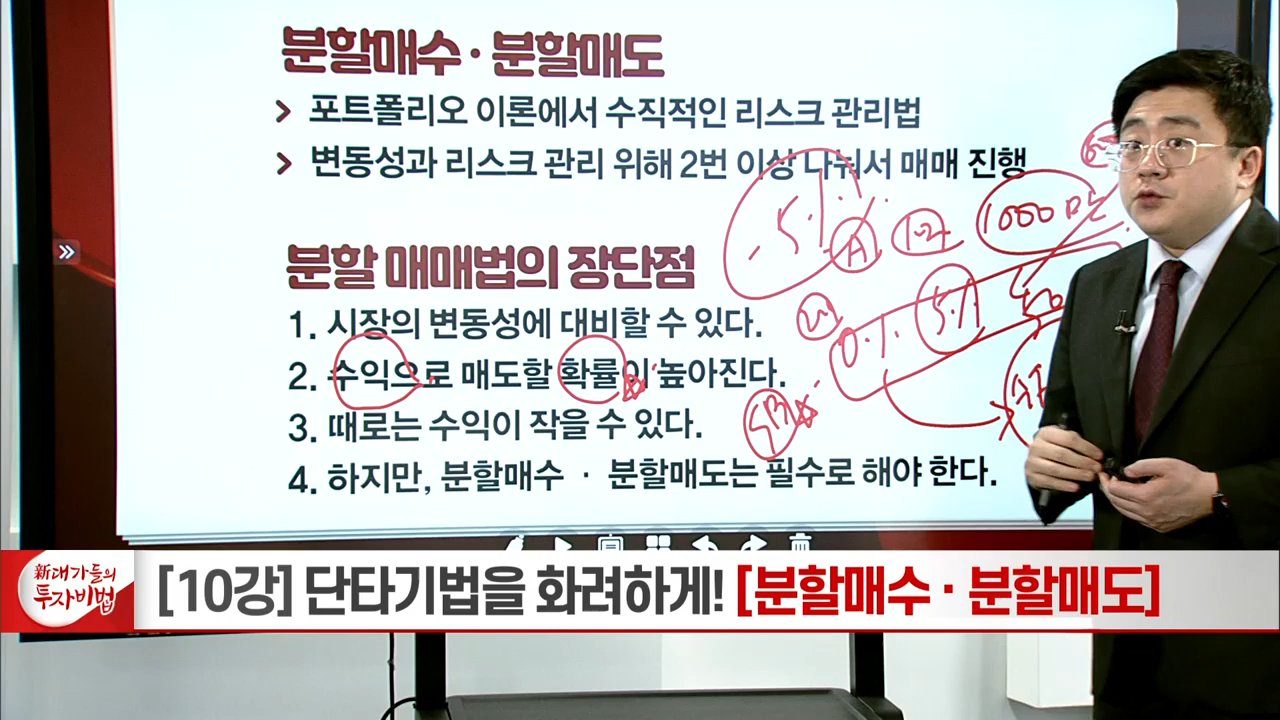 분할매수·분할매도
> 포트폴리오 이론에서 수직적인 리스크 관리법
> 변동성과 리스크 관리 위해 2번 이상 나눠서 매매 진행
-5%
A
1000만
분할 매매법의 장단점
1. 시장의 변동성에 대비할 수 있다.
0% 5%
2. 수익으로 매도할 확률이 높아진다.
3. 때로는 수익이 작을 수 있다.
4. 하지만, 분할매수 · 분할매도는 필수로 해야 한다.
»
新대가들의
투자비법
[10강] 단타기법을 화려하게! [분할매수·분할매도]